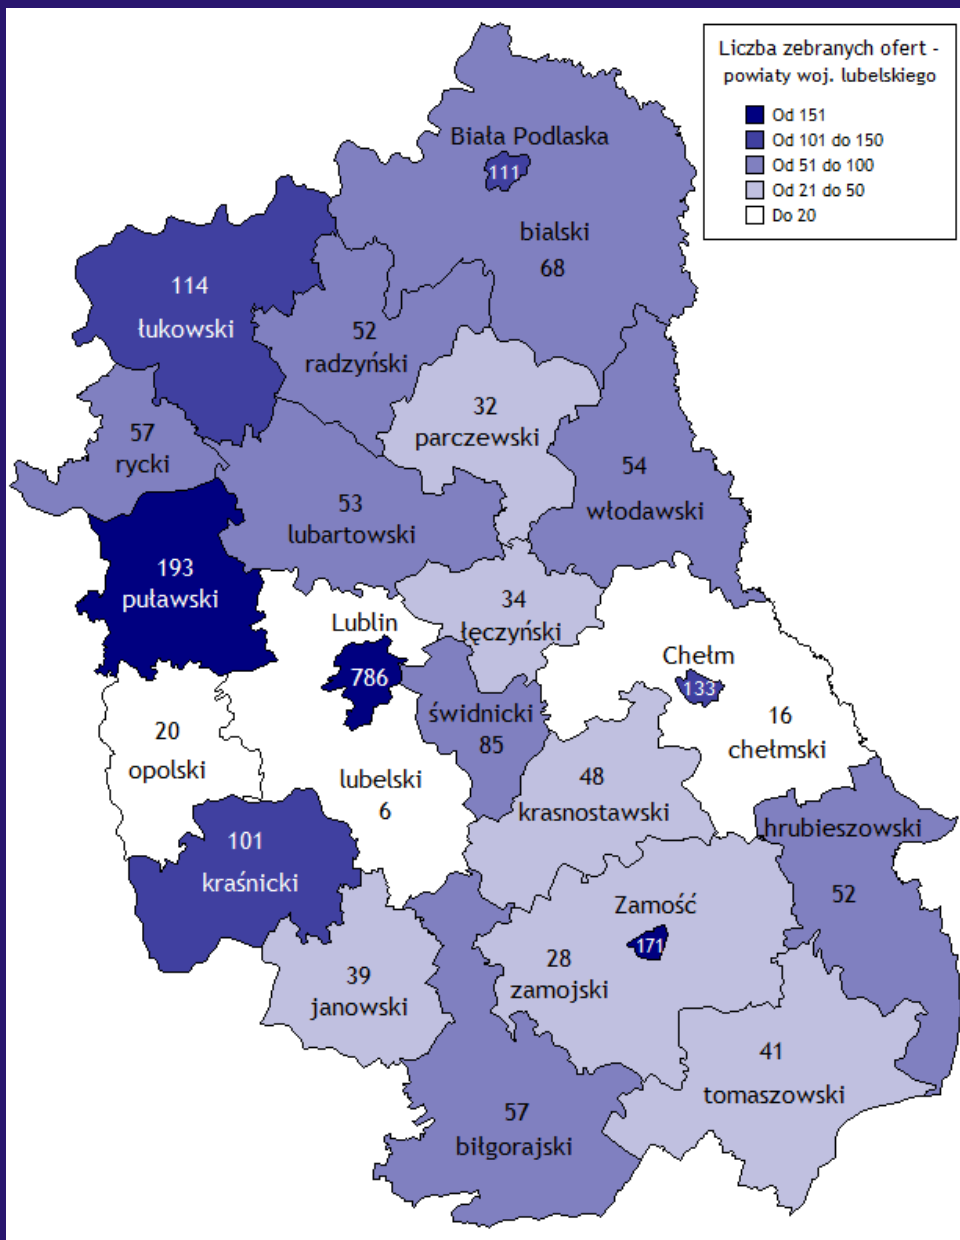 Liczba zebranych ofert -
powiaty woj. lubelskiego
Od 151
Od 101 do 150
Od 51 do 100
Od 21 do 50
Do 20
Biała Podlaska
111
bialski
68
114
łukowski
52
radzyński
32
parczewski
57
rycki
54
włodawski
53
lubartowski
193
puławski
34
łęczyński
Lublin
786
Chełm
133
16
chełmski
świdnicki
85
20
opolski
lubelski
6
48
krasnostawski
hrubieszowski
52
101
kraśnicki
Zamość
171
28
zamojski
39
janowski
41
tomaszowski
57
biłgorajski